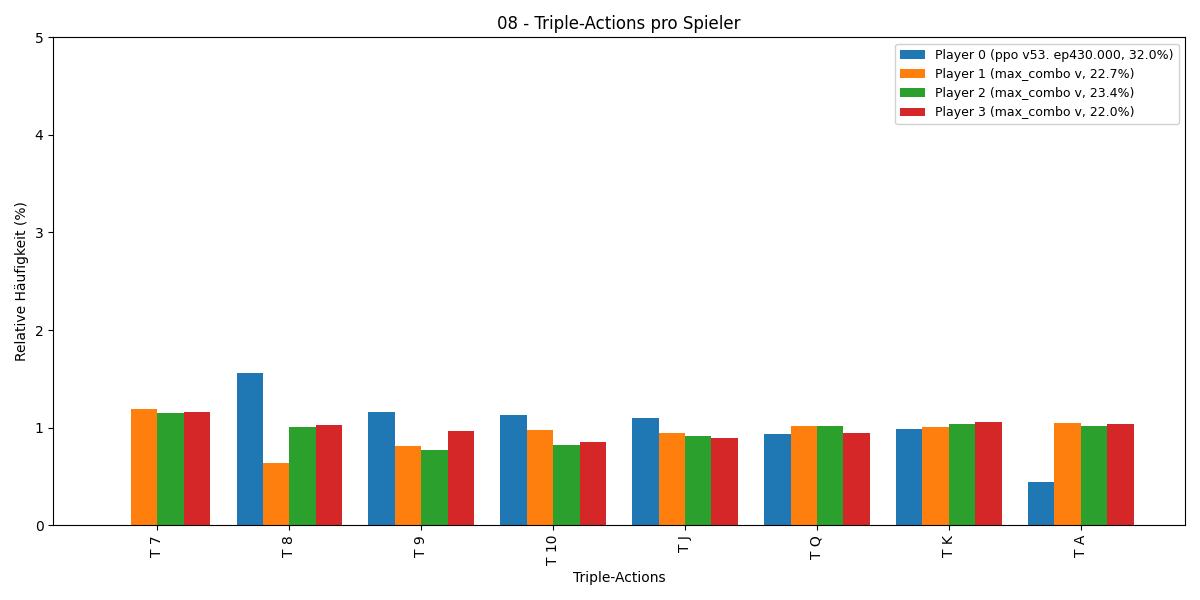 08 - Triple-Actions pro Spieler
Player 0 (ppo v53. ep430.000, 32.0%)
Player 1 (max_combo v, 22.7%)
Player 2 (max_combo v, 23.4%)
Player 3 (max_combo v, 22.0%)
Relative Häufigkeit (%)
5
4
3
2
1
0
T 7
T 8
T 9
T 10
T J
T Q
T K
T A
Triple-Actions